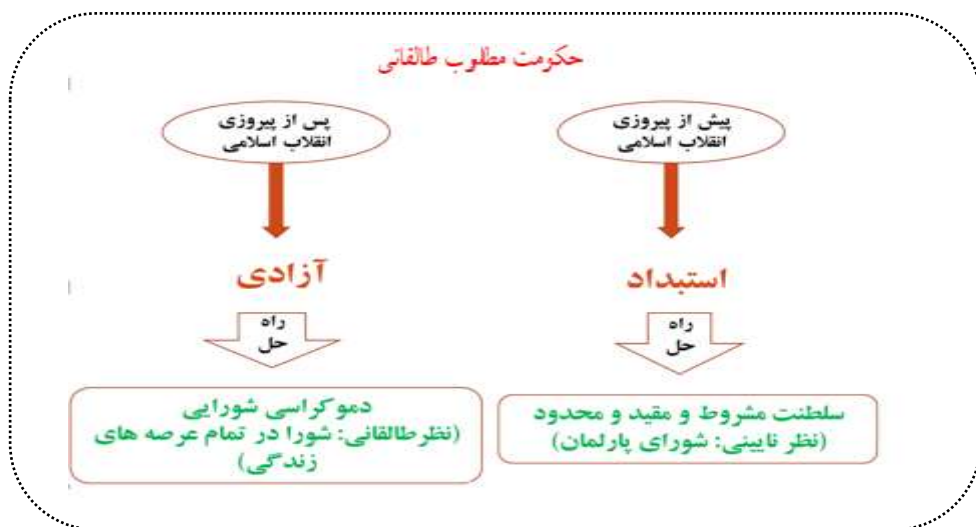 حکومت مطلوب طالقانی
پیش از پیروزی
انقلاب اسلامی
استبداد
راه
حل
سلطنت مشروط و مقید و محدود
(نظر نایینی: شورای پارلمان)
پس از پیروزی
انقلاب اسلامی
آزادی
راه
حل
دموکراسی شورایی
(نظرطالقانی: شورا در تمام عرصه های
زندگی)